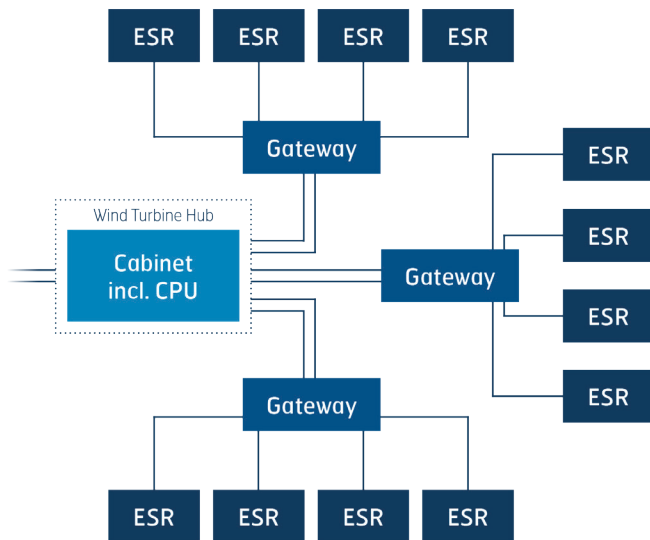 ESR ESR ESR ESR
Gateway
ESR
Wind Turbine Hub
ESR
Cabinet
incl. CPU
Gateway
ESR
ESR
Gateway
ESR ESR ESR ESR